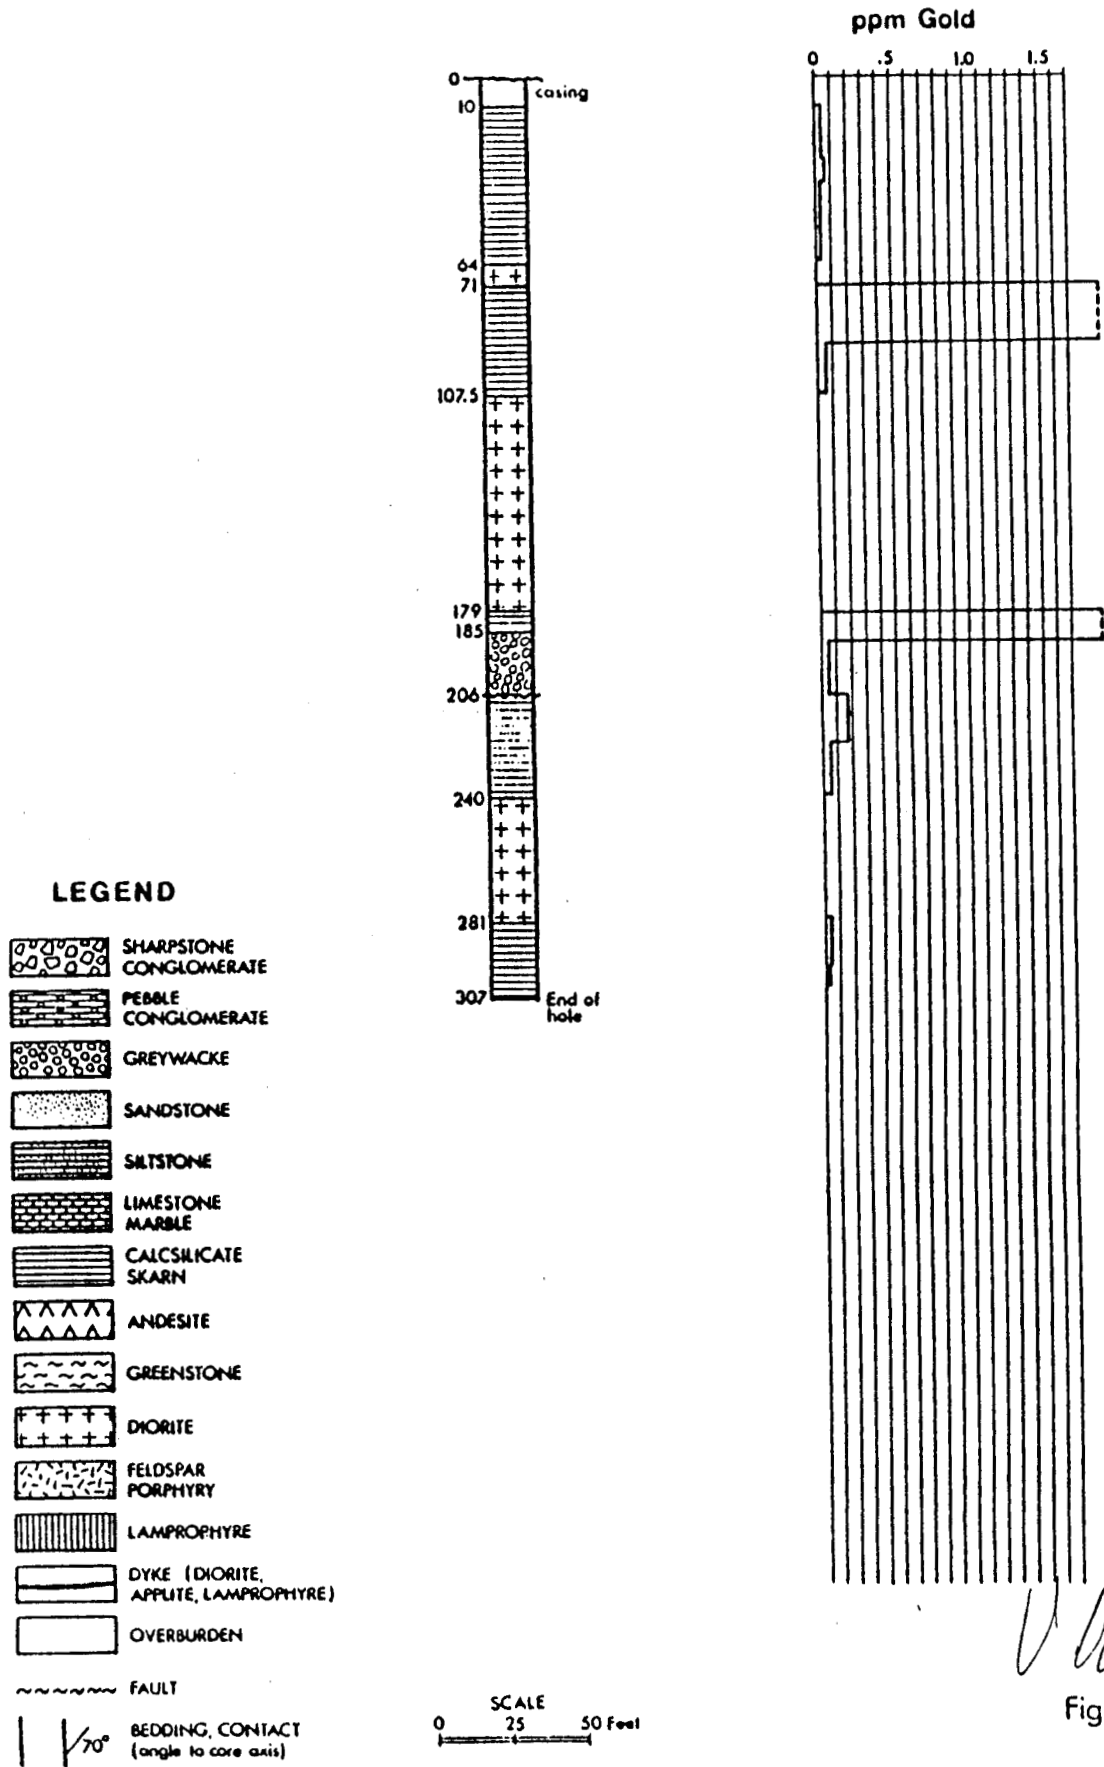 ppm Gold
0 .5 1.0 1.5
0
casing
10
64
71
107.5
179
185
206
240
281
307
End of
hole
LEGEND
SHARPSTONE
CONGLOMERATE
PEBBLE
CONGLOMERATE
GREYWACKE
SANDSTONE
SILTSTONE
LIMESTONE
MARBLE
CALCSILICATE
SKARN
ANDESITE
GREENSTONE
DIORITE
FELDSPAR
PORPHYRY
LAMPROPHYRE
DYKE (DIORITE,
APPLITE, LAMPROPHYRE)
OVERBURDEN
FAULT
70°
BEDDING, CONTACT
(angle to core axis)
SCALE
0 25 50 Feet
Fig